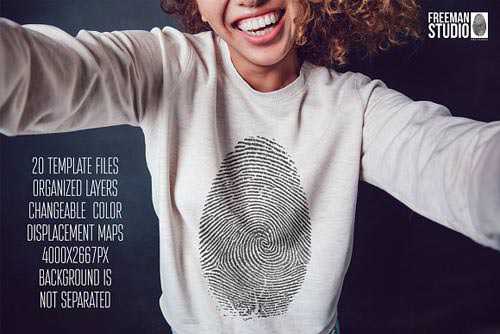 FREEMAN
STUDIO
20 TEMPLATE FILES
ORGANIZED LAYERS
CHANGEABLE COLOR
DISPLACEMENT MAPS
4000X2667PX
BACKGROUND IS
NOT SEPARATED